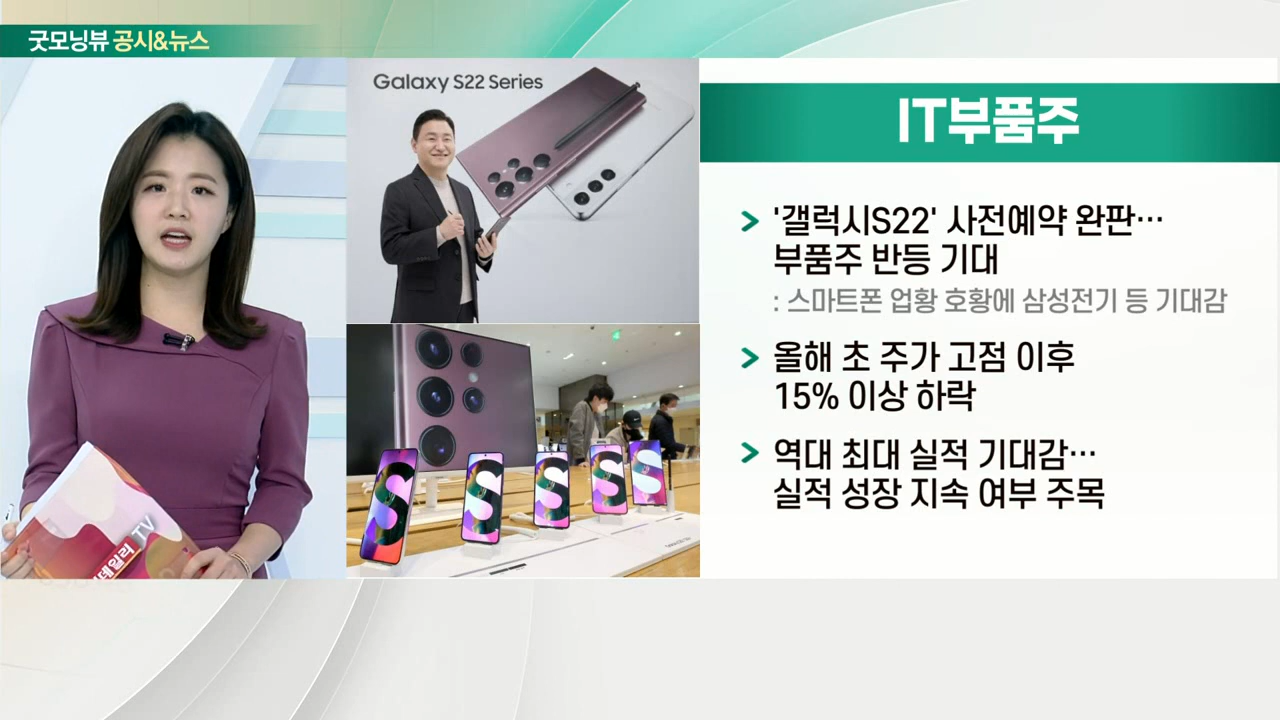 굿모닝뷰 공시&뉴스
Galaxy S22 Series
IT부품주
'갤럭시S22' 사전예약 완판…
부품주 반등 기대
: 스마트폰 업황 호황에 삼성전기 등 기대감
올해 초 주가 고점 이후
15% 이상 하락
역대 최대 실적 기대감…
실적 성장 지속 여부 주목
데일리 TV
S
S
S
S
S